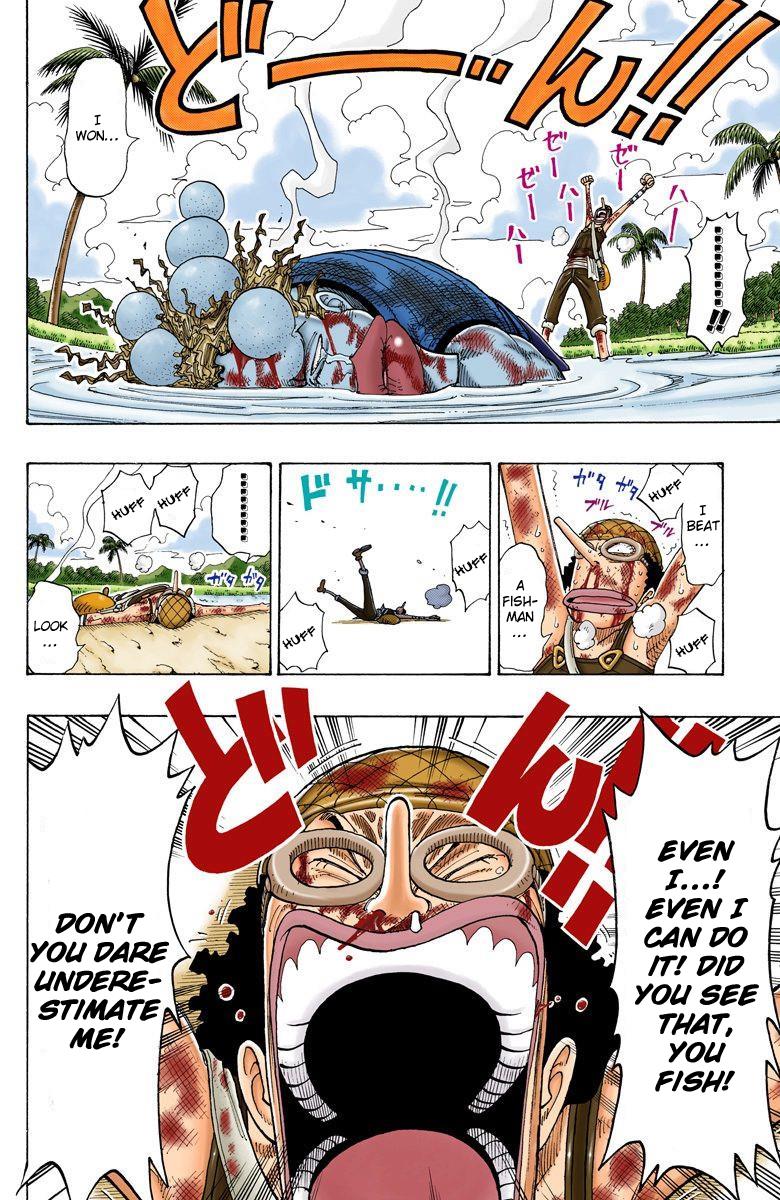 どーん!!
ゼーハー
ゼーハー
ゼー
ハー
.........!!
I
WON...
ガタガタ
ブルブル
HUFF
I
BEAT
...
A
FISH-
MAN
...
HUFF
ドサ....!!
HUFF
HUFF
.........
HUFF
HUFF
ガタガタ
LOOK
...
どん!!
EVEN
I...!
EVEN I
CAN DO
IT! DID
YOU SEE
THAT,
YOU
FISH!
DON'T
YOU DARE
UNDERE-
STIMATE
ME!